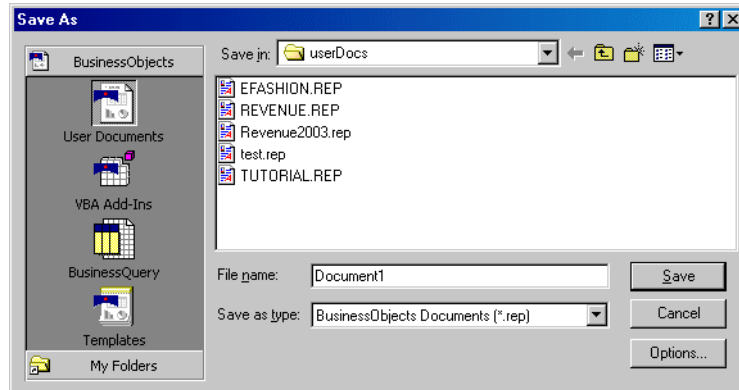 Save As
BusinessObjects
User Documents
VBA Add-Ins
BusinessQuery
Templates
My Folders
Save in: userDocs
EFASHION.REP
REVENUE.REP
Revenue2003.rep
test.rep
TUTORIAL.REP
File name: Document1
Save as type: BusinessObjects Documents (*.rep)
Save
Cancel
Options...